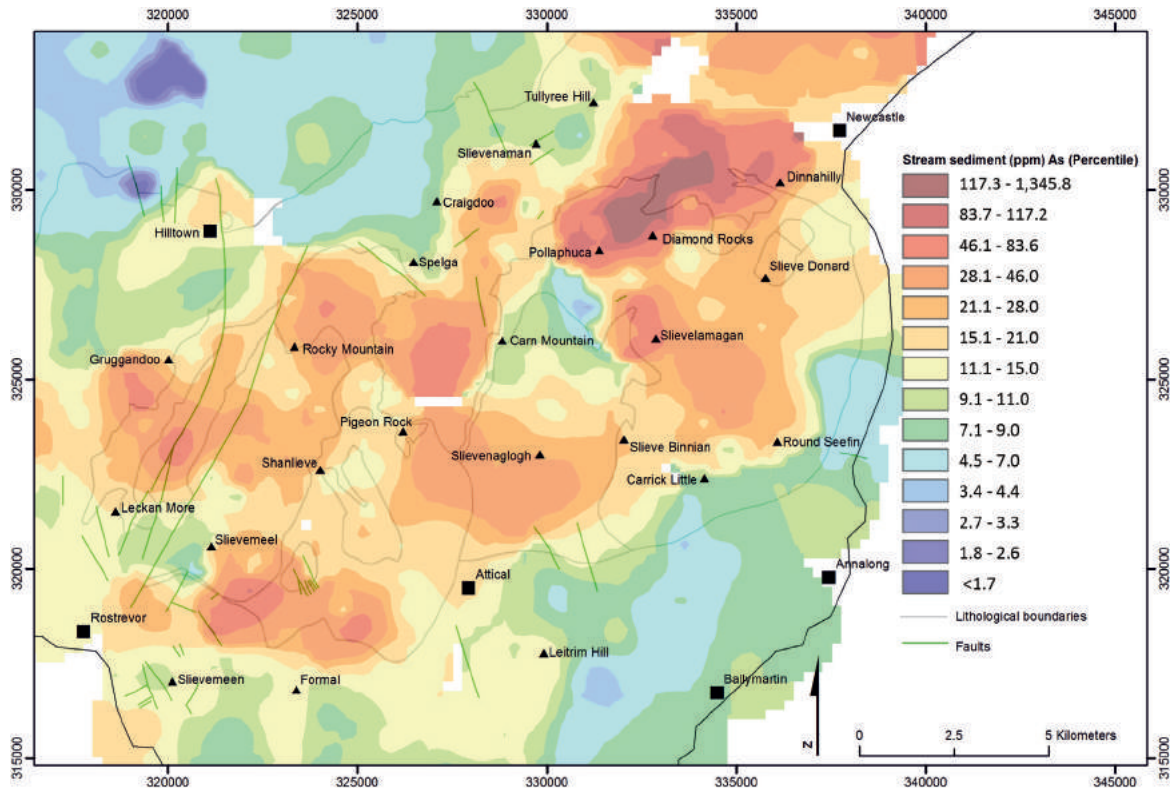 320000 325000 330000 335000 340000 345000
Tullyree Hill
Newcastle
Slievenaman
Stream sediment (ppm) As (Percentile)
330000
Dinnahilly
117.3 - 1,345.8
330000
Craigdoo
83.7 - 117.2
Hilltown
Diamond Rocks
46.1 - 83.6
Pollaphuca
Spelga
Slieve Donard
28.1 - 46.0
21.1 - 28.0
Slievelamagan
15.1 - 21.0
Carn Mountain
Rocky Mountain
Gruggandoo
11.1 - 15.0
325000
325000
9.1 - 11.0
Pigeon Rock
7.1 - 9.0
Slieve Binnian
Round Seefin
Slievenaglogh
4.5 - 7.0
Shanlieve
Carrick Little
3.4 - 4.4
Leckan More
2.7 - 3.3
Slievemeel
1.8 - 2.6
320000
Attical
Annalong
<1.7
320000
Rostrevor
Lithological boundaries
Leitrim Hill
Faults
Slievemeen
Formal
Ballymartin
N
0 2.5 5 Kilometers
315000
315000
320000 325000 330000 335000 340000 345000